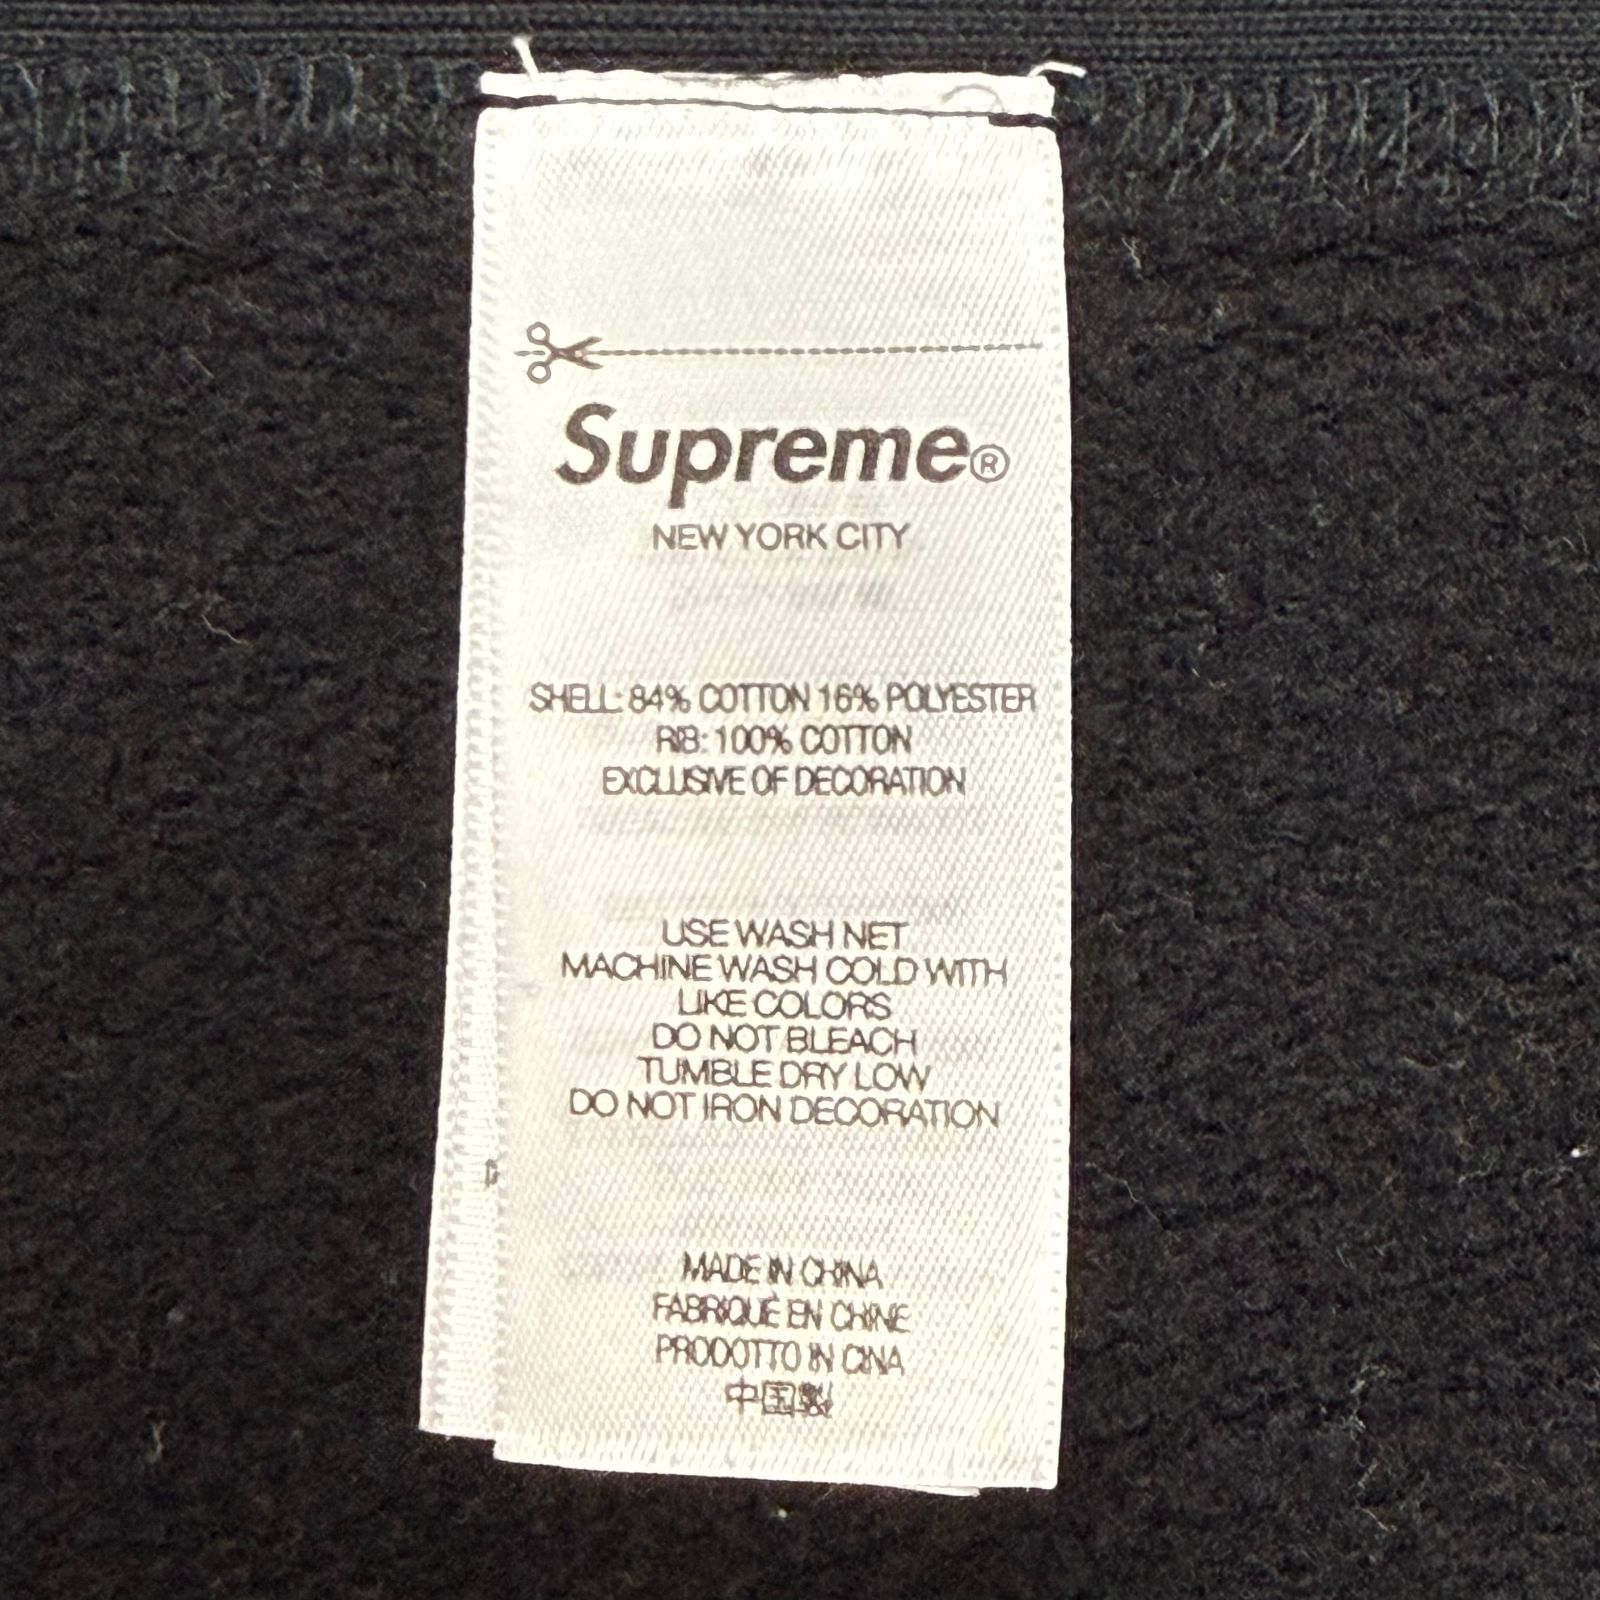 Supreme®
NEW YORK CITY
SHELL: 84% COTTON 16% POLYESTER
RIB: 100% COTTON
EXCLUSIVE OF DECORATION
USE WASH NET
MACHINE WASH COLD WITH
LIKE COLORS
DO NOT BLEACH
TUMBLE DRY LOW
DO NOT IRON DECORATION
MADE IN CHINA
FABRIQUÉ EN CHINE
PRODOTTO IN CINA
中国製